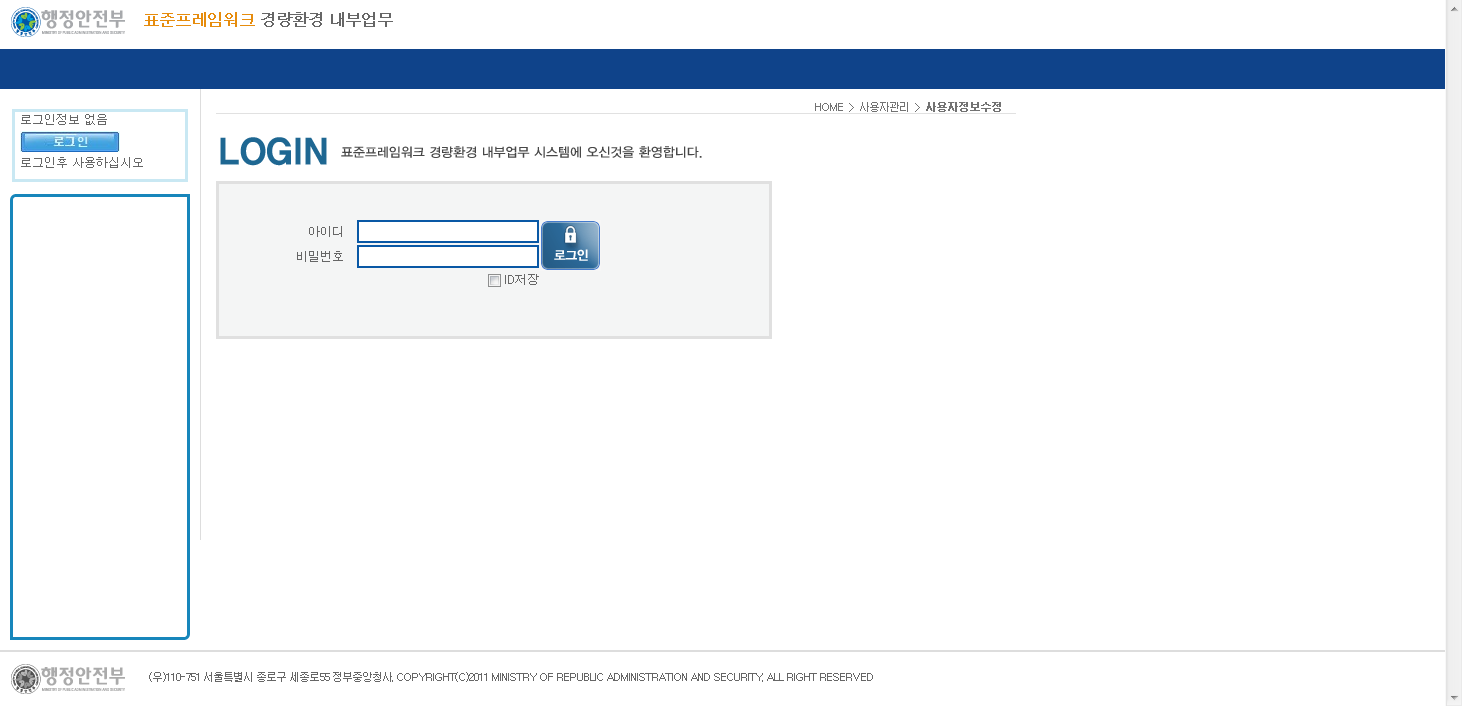 행정안전부
MINISTRY OF PUBLIC ADMINISTRATION AND SECURITY
표준프레임워크 경량환경 내부업무
HOME > 사용자관리 > 사용자정보수정
로그인정보 없음
로그인
로그인후 사용하십시오
LOGIN 표준프레임워크 경량환경 내부업무 시스템에 오신것을 환영합니다.
아이디
비밀번호
로그인
ID저장
행정안전부
MINISTRY OF PUBLIC ADMINISTRATION AND SECURITY
(우)110-751 서울특별시 종로구 세종로55 정부중앙청사, COPYRIGHT(C)2011 MINISTRY OF REPUBLIC ADMINISTRATION AND SECURITY, ALL RIGHT RESERVED